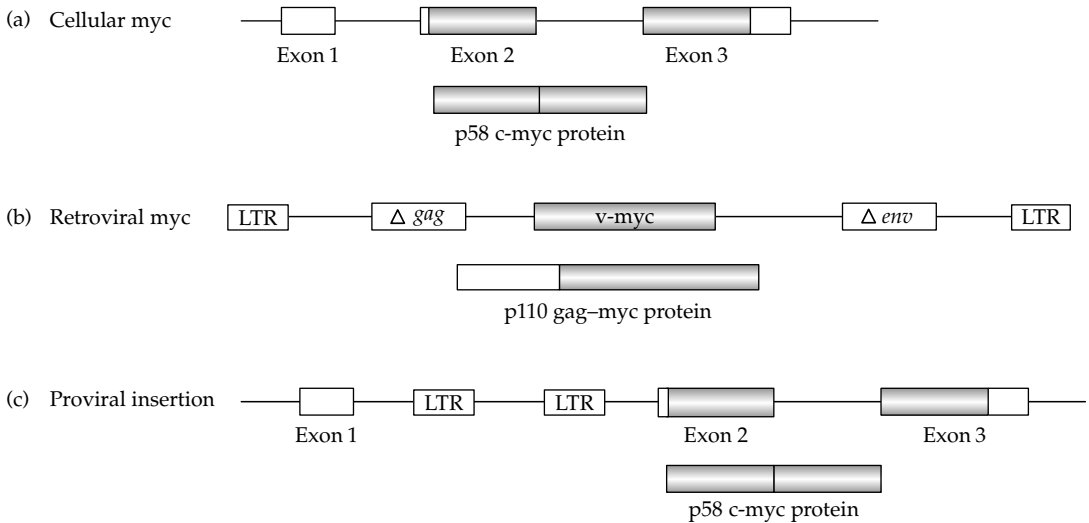 (a) Cellular myc
Exon 1 Exon 2 Exon 3
p58 c-myc protein
(b) Retroviral myc LTR Δ gag v-myc Δ env LTR
p110 gag–myc protein
(c) Proviral insertion LTR LTR
Exon 1 Exon 2 Exon 3
p58 c-myc protein